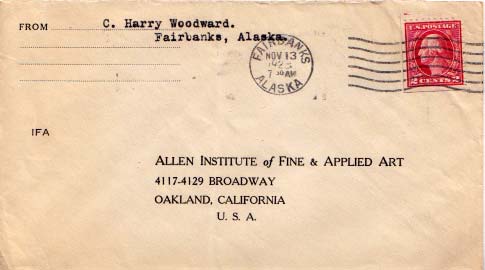 FROM C. Harry Woodward.
Fairbanks, Alaska.
FAIRBANKS
NOV 13
7 30 AM
ALASKA
U.S. POSTAGE
2 CENTS 2
IFA
ALLEN INSTITUTE of FINE & APPLIED ART
4117-4129 BROADWAY
OAKLAND, CALIFORNIA
U. S. A.